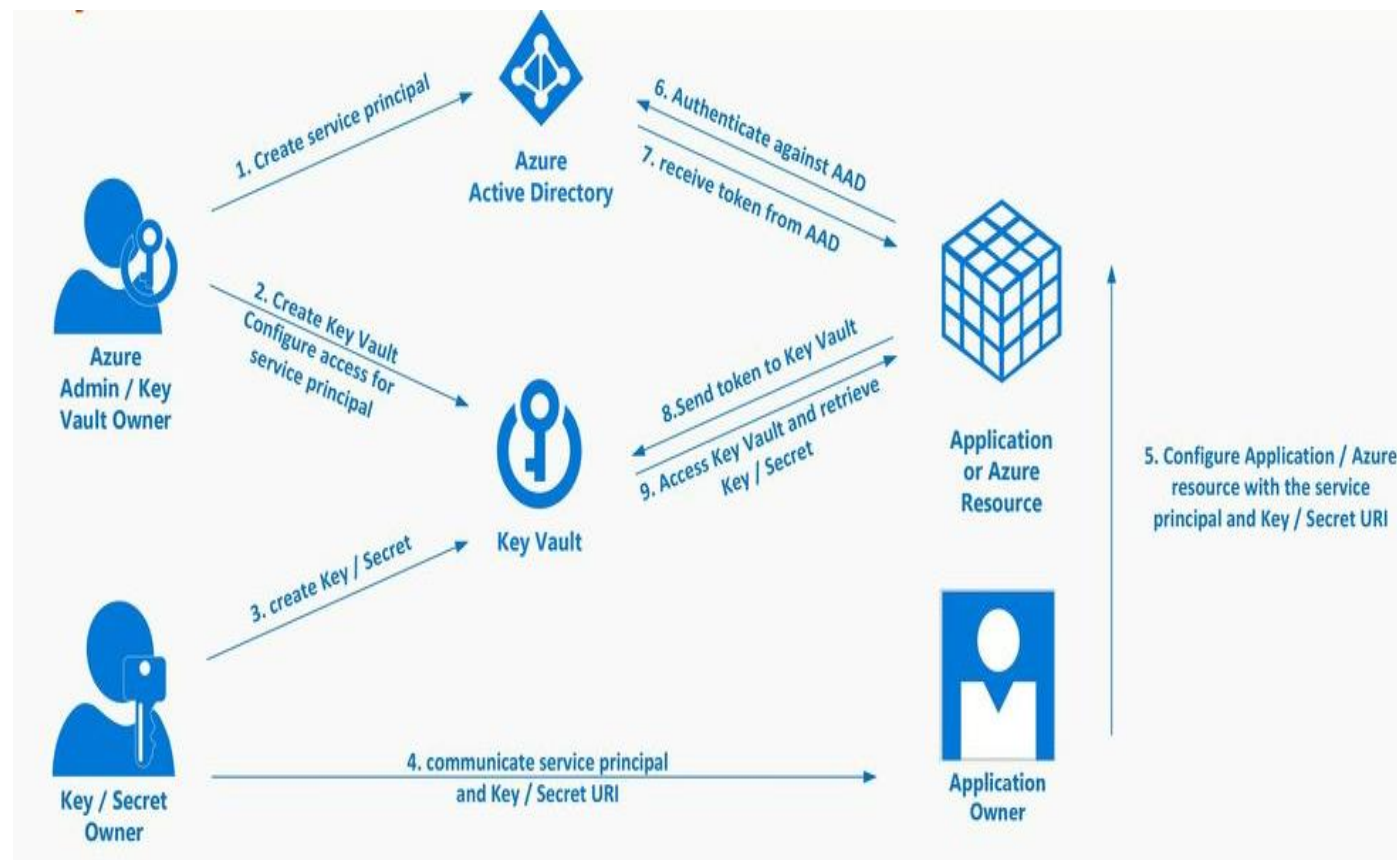 1. Create service principal
Azure
Active Directory
6. Authenticate against AAD
7. receive token from AAD
Azure
Admin / Key
Vault Owner
2. Create Key Vault
Configure access for
service principal
Key Vault
8.Send token to Key Vault
9. Access Key Vault and retrieve
Key / Secret
Application
or Azure
Resource
5. Configure Application / Azure
resource with the service
principal and Key / Secret URI
3. create Key / Secret
Key / Secret
Owner
4. communicate service principal
and Key / Secret URI
Application
Owner